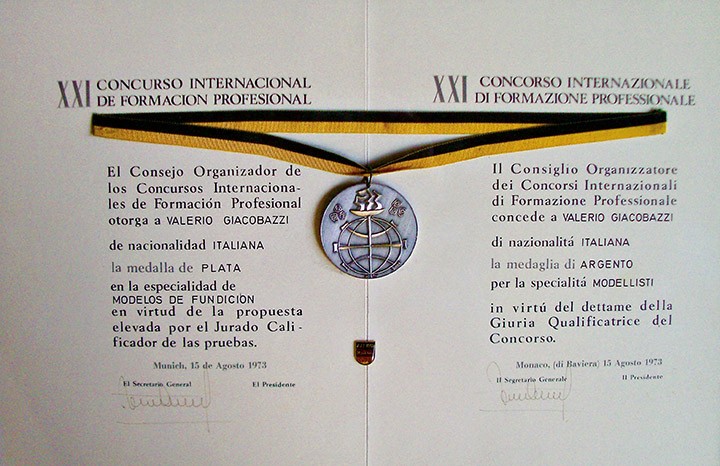 XXI CONCURSO INTERNACIONAL
DE FORMACION PROFESIONAL
El Consejo Organizador de
los Concursos Internaciona-
les de Formación Profesional
otorga a VALERIO GIACOBAZZI
de nacionalidad ITALIANA
la medalla de PLATA
en la especialidad de
MODELOS DE FUNDICIÓN
en virtud de la propuesta
elevada por el Jurado Cali-
ficador de las pruebas.
Munich, 15 de Agosto 1973
El Secretario General El Presidente
XXI CONCORSO INTERNAZIONALE
DI FORMAZIONE PROFESSIONALE
Il Consiglio Organizzatore
dei Concorsi Internazionali
di Formazione Professionale
concede a VALERIO GIACOBAZZI
di nazionalitá ITALIANA
la medaglia di ARGENTO
per la specialitá MODELLISTI
in virtú del dettame della
Giuria Qualificatrice del
Concorso.
Monaco, (di Baviera) 15 Agosto 1973
Il Segretario Generale Il Presidente